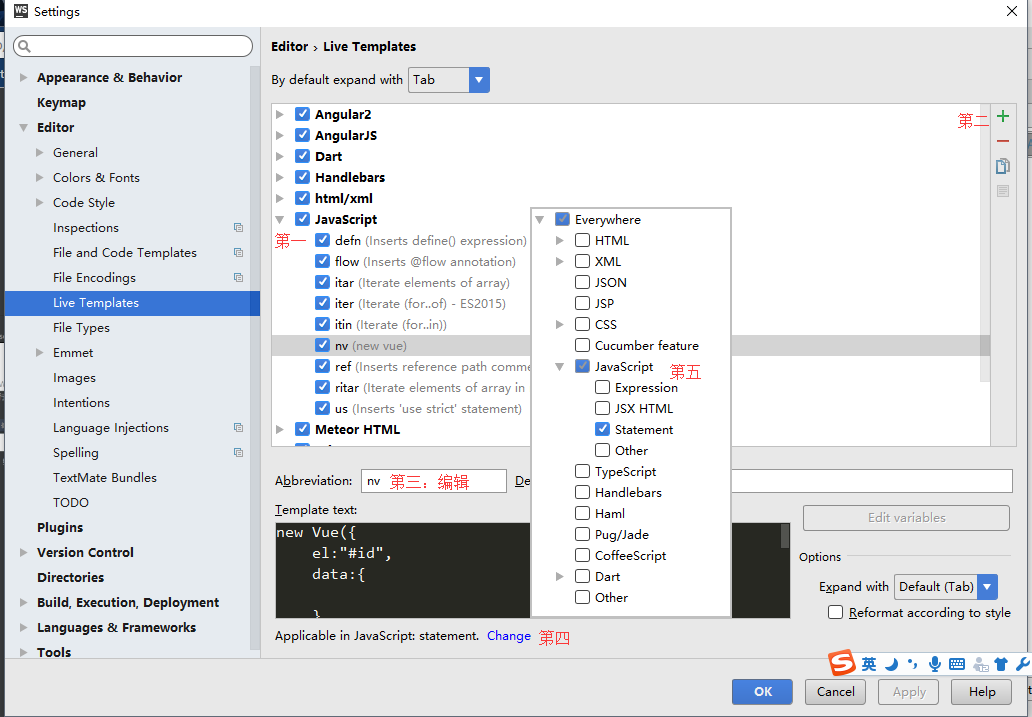 WS Settings
Editor › Live Templates
By default expand with Tab
Appearance & Behavior
Keymap
Editor
General
Colors & Fonts
Code Style
Inspections
File and Code Templates
File Encodings
Live Templates
File Types
Emmet
Images
Intentions
Language Injections
Spelling
TextMate Bundles
TODO
Plugins
Version Control
Directories
Build, Execution, Deployment
Languages & Frameworks
Tools
Angular2
第二
AngularJS
Dart
Handlebars
html/xml
JavaScript
第一
defn (Inserts define() expression)
flow (Inserts @flow annotation)
itar (Iterate elements of array)
iter (Iterate (for..of) - ES2015)
itin (Iterate (for..in))
nv (new vue)
ref (Inserts reference path comme
ritar (Iterate elements of array in
us (Inserts 'use strict' statement)
Meteor HTML
Everywhere
HTML
XML
JSON
JSP
CSS
Cucumber feature
JavaScript
第五
Expression
JSX HTML
Statement
Other
TypeScript
Handlebars
Haml
Pug/Jade
CoffeeScript
Dart
Other
Abbreviation: nv 第三：编辑 De
Template text:
new Vue({
el:"#id",
data:{
}
Edit variables
Options
Expand with Default (Tab)
Reformat according to style
Applicable in JavaScript: statement. Change 第四
S 英
OK Cancel Apply Help